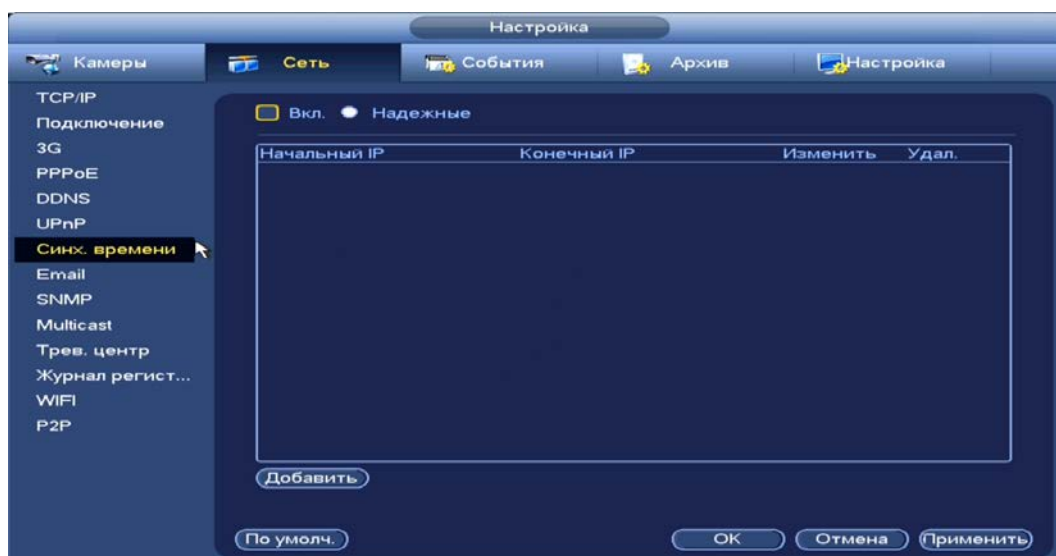 Настройка
Камеры Сеть События Архив Настройка
TCP/IP
Подключение
3G
PPPoE
DDNS
UPnP
Синх. времени
Email
SNMP
Multicast
Трев. центр
Журнал регист...
WIFI
P2P
Вкл. Надежные
Начальный IP Конечный IP Изменить Удал.
Добавить
По умолч. OK Отмена Применить